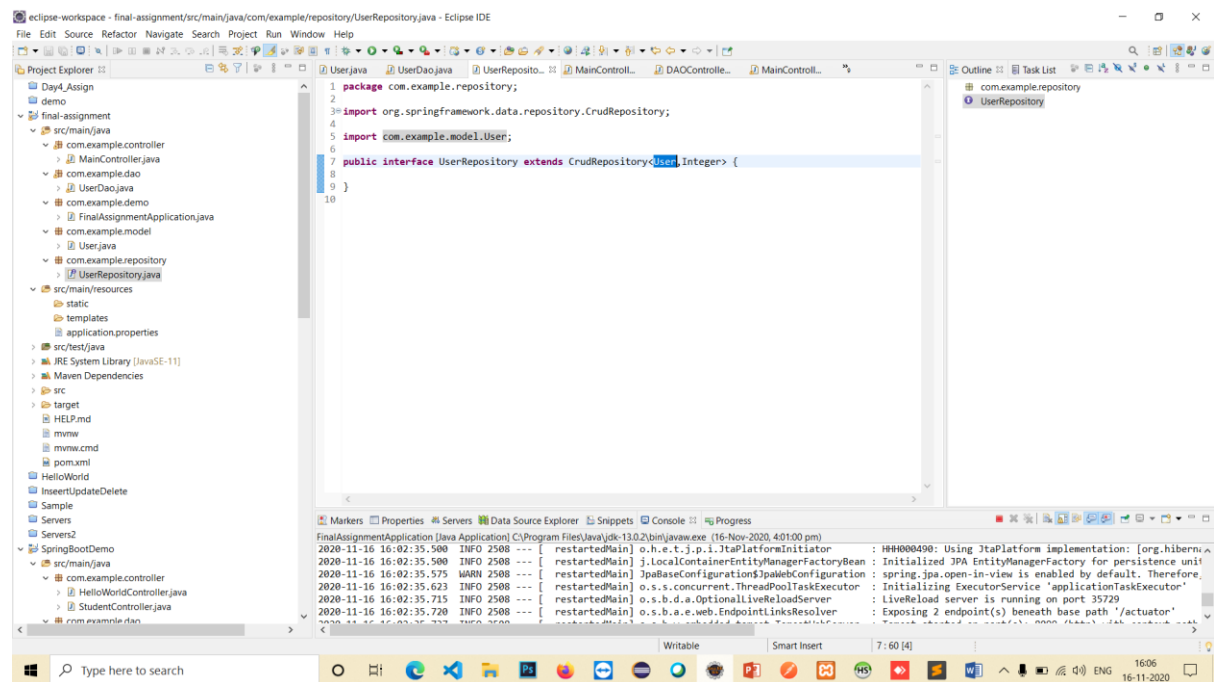 eclipse-workspace - final-assignment/src/main/java/com/example/repository/UserRepository.java - Eclipse IDE
File Edit Source Refactor Navigate Search Project Run Window Help
Project Explorer
Day4_Assign
demo
final-assignment
src/main/java
com.example.controller
MainController.java
com.example.dao
UserDao.java
com.example.demo
FinalAssignmentApplication.java
com.example.model
User.java
com.example.repository
UserRepository.java
src/main/resources
static
templates
application.properties
src/test/java
JRE System Library [JavaSE-11]
Maven Dependencies
src
target
HELP.md
mvnw
mvnw.cmd
pom.xml
HelloWorld
InseertUpdateDelete
Sample
Servers
Servers2
SpringBootDemo
src/main/java
com.example.controller
HelloWorldController.java
StudentController.java
com.example.dao
User.java UserDao.java UserReposito... MainControll... DAOControlle... MainControll...
1 package com.example.repository;
2
3 import org.springframework.data.repository.CrudRepository;
4
5 import com.example.model.User;
6
7 public interface UserRepository extends CrudRepository<User,Integer> {
8
9 }
10
Outline Task List
com.example.repository
UserRepository
Markers Properties Servers Data Source Explorer Snippets Console Progress
FinalAssignmentApplication [Java Application] C:\Program Files\Java\jdk-13.0.2\bin\javaw.exe (16-Nov-2020, 4:01:00 pm)
2020-11-16 16:02:35.500 INFO 2508 --- [ restartedMain] o.h.e.t.j.p.i.JtaPlatformInitiator : HHH000490: Using JtaPlatform implementation: [org.hiberna
2020-11-16 16:02:35.500 INFO 2508 --- [ restartedMain] j.LocalContainerEntityManagerFactoryBean : Initialized JPA EntityManagerFactory for persistence unit
2020-11-16 16:02:35.575 WARN 2508 --- [ restartedMain] JpaBaseConfiguration$JpaWebConfiguration : spring.jpa.open-in-view is enabled by default. Therefore,
2020-11-16 16:02:35.623 INFO 2508 --- [ restartedMain] o.s.s.concurrent.ThreadPoolTaskExecutor : Initializing ExecutorService 'applicationTaskExecutor'
2020-11-16 16:02:35.715 INFO 2508 --- [ restartedMain] o.s.b.d.a.OptionalLiveReloadServer : LiveReload server is running on port 35729
2020-11-16 16:02:35.720 INFO 2508 --- [ restartedMain] o.s.b.a.e.web.EndpointLinksResolver : Exposing 2 endpoint(s) beneath base path '/actuator'
Writable Smart Insert 7 : 60 [4]
Type here to search
ENG
16:06
16-11-2020